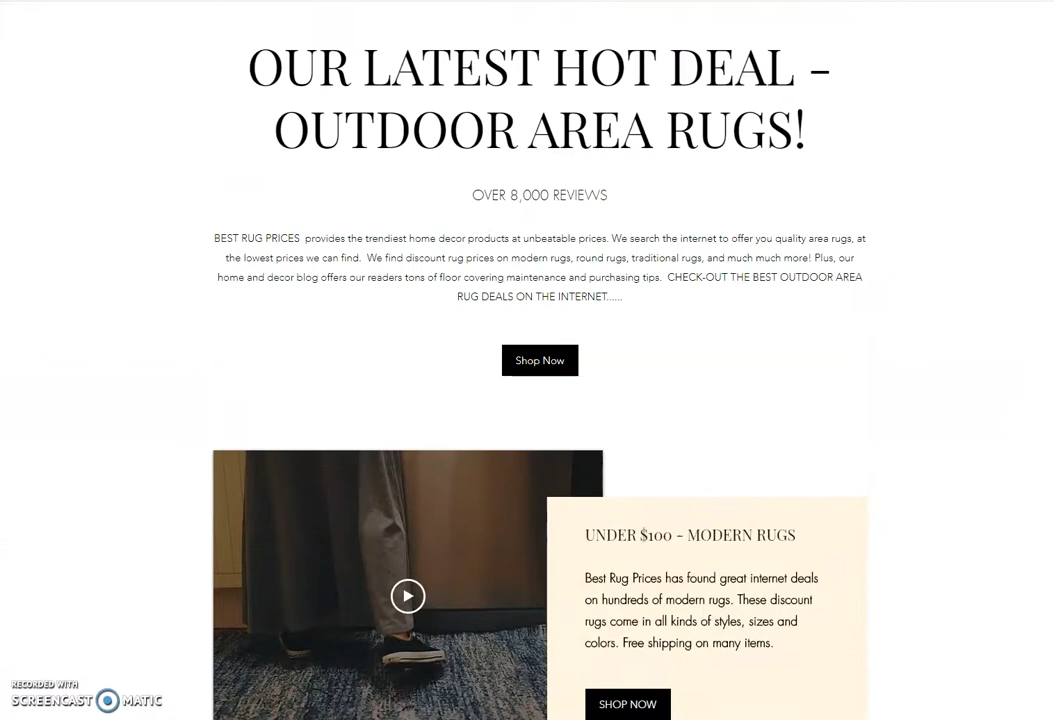 OUR LATEST HOT DEAL -
OUTDOOR AREA RUGS!
OVER 8,000 REVIEWS
BEST RUG PRICES provides the trendiest home decor products at unbeatable prices. We search the internet to offer you quality area rugs, at
the lowest prices we can find. We find discount rug prices on modern rugs, round rugs, traditional rugs, and much much more! Plus, our
home and decor blog offers our readers tons of floor covering maintenance and purchasing tips. CHECK-OUT THE BEST OUTDOOR AREA
RUG DEALS ON THE INTERNET......
Shop Now
UNDER $100 - MODERN RUGS
Best Rug Prices has found great internet deals
on hundreds of modern rugs. These discount
rugs come in all kinds of styles, sizes and
colors. Free shipping on many items.
SHOP NOW
RECORDED WITH
SCREENCAST MATIC